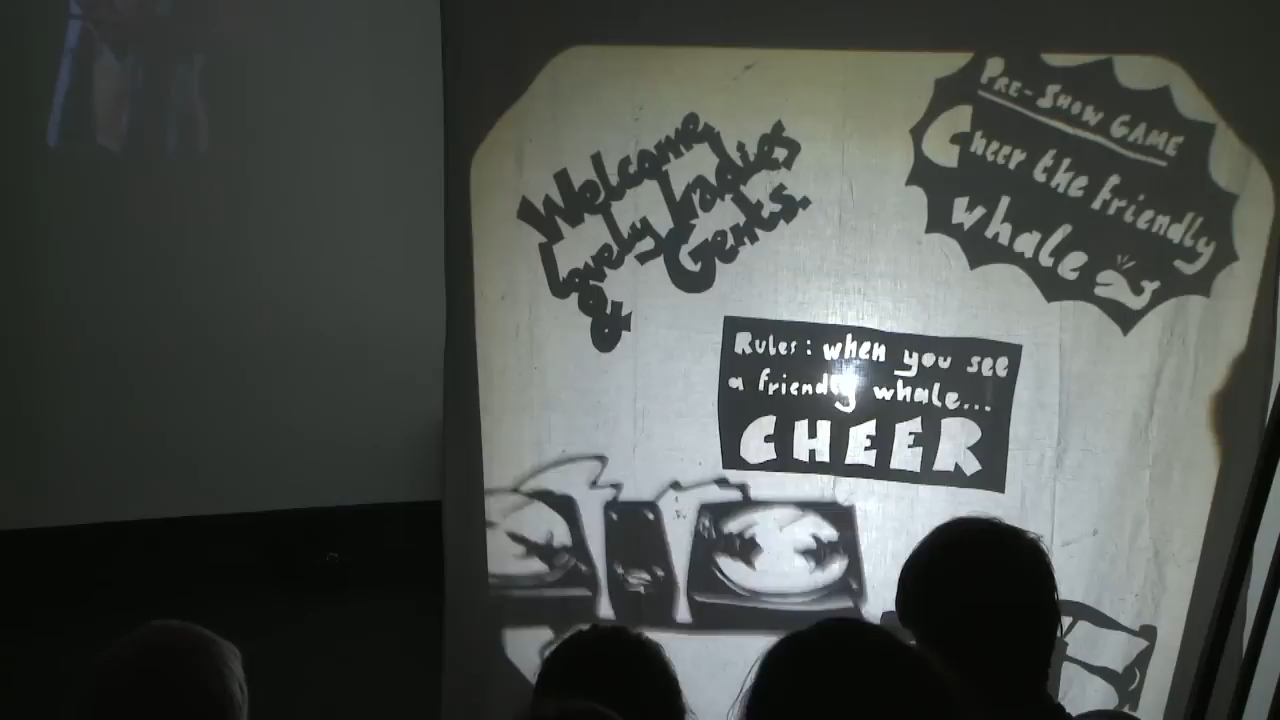 Welcome
Lovely Ladies
& Gents.
PRE-SHOW GAME
Cheer the friendly
whale
Rules: when you see
a friendly whale...
CHEER